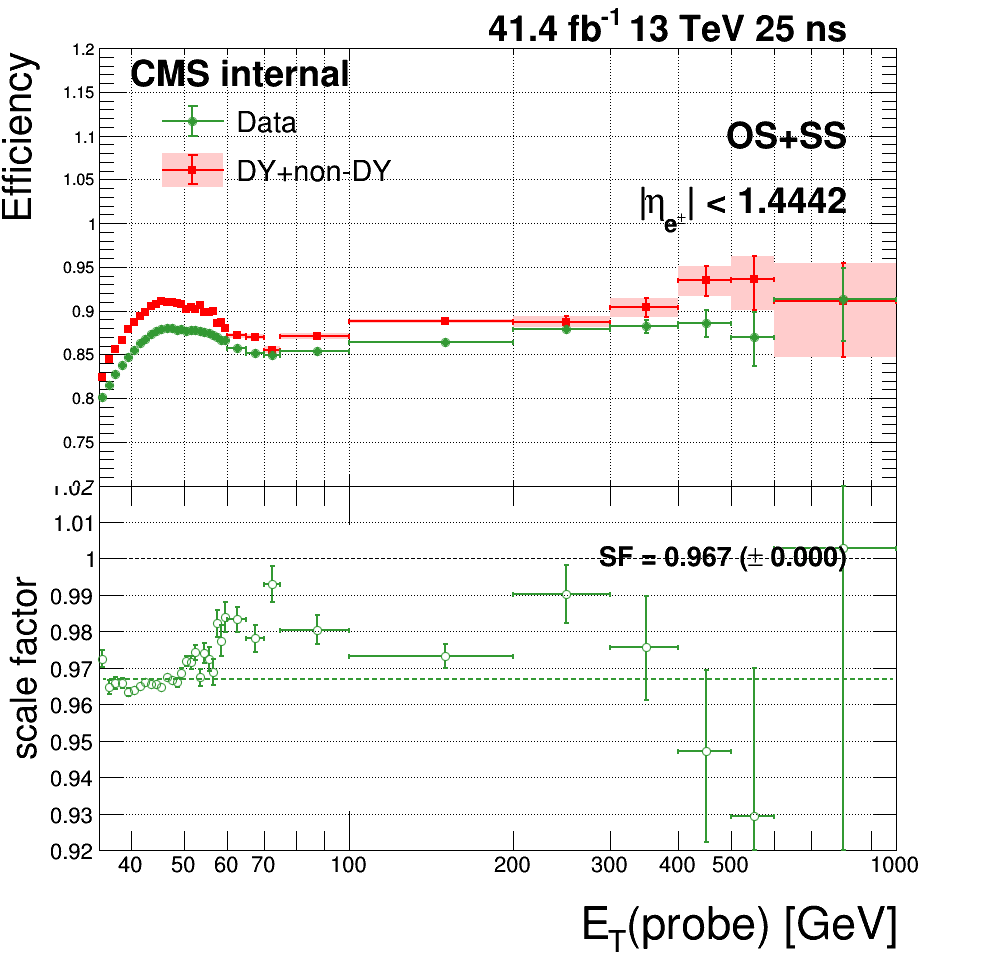 41.4 fb⁻¹ 13 TeV 25 ns
Efficiency
1.2
1.15
1.1
1.05
1
0.95
0.9
0.85
0.8
0.75
CMS internal
Data
DY+non-DY
OS+SS
|η_e±| < 1.4442
scale factor
1.02
1.01
1
0.99
0.98
0.97
0.96
0.95
0.94
0.93
0.92
SF = 0.967 (± 0.000)
40 50 60 70 100 200 300 400 500 1000
E_T(probe) [GeV]